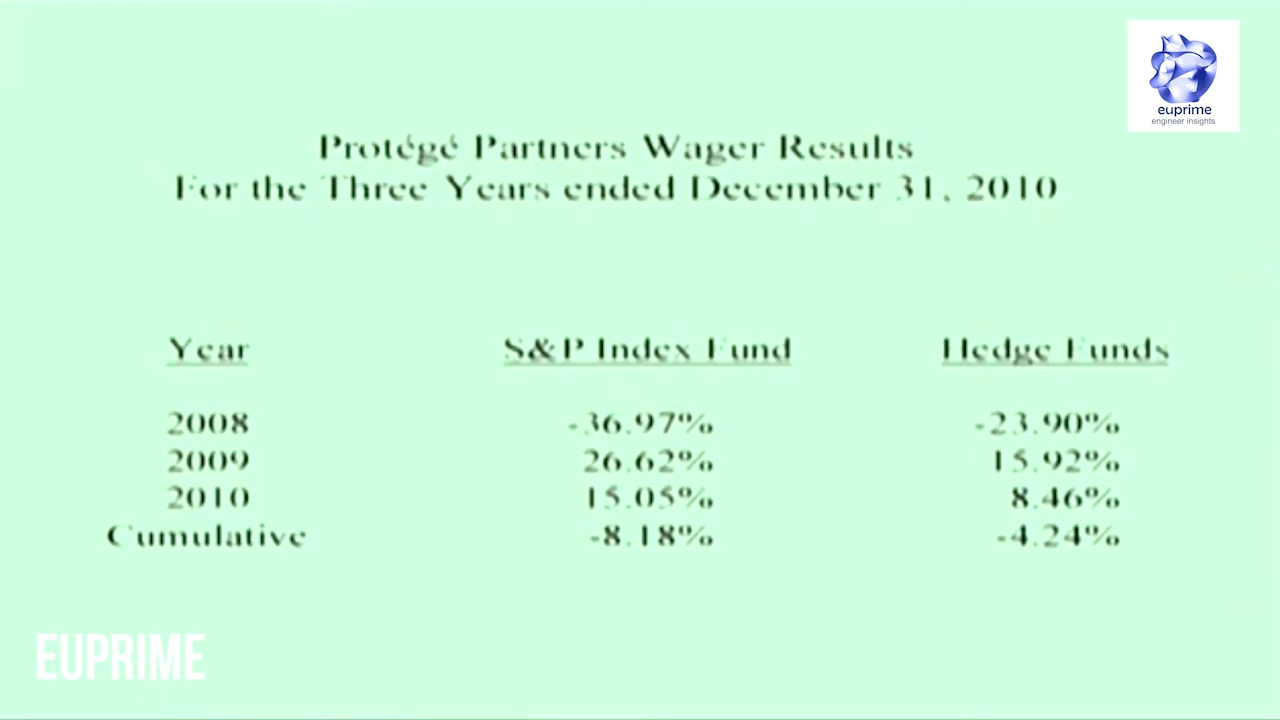 euprime
engineer insights
Protégé Partners Wager Results
For the Three Years ended December 31, 2010
Year S&P Index Fund Hedge Funds
2008 -36.97% -23.90%
2009 26.62% 15.92%
2010 15.05% 8.46%
Cumulative -8.18% -4.24%
EUPRIME